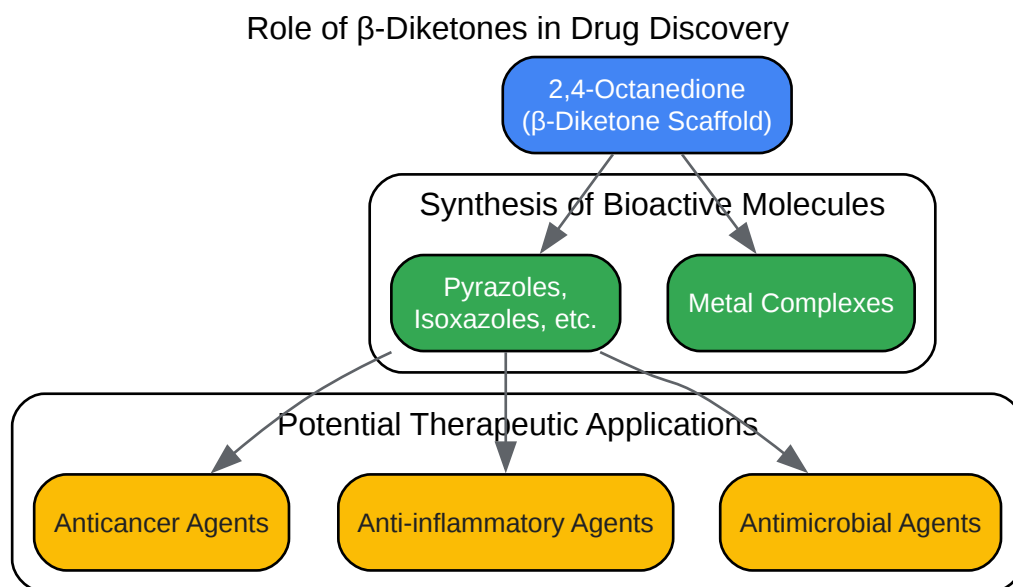 Role of β-Diketones in Drug Discovery
2,4-Octanedione
(β-Diketone Scaffold)
Synthesis of Bioactive Molecules
Pyrazoles,
Isoxazoles, etc.
Metal Complexes
Potential Therapeutic Applications
Anticancer Agents
Anti-inflammatory Agents
Antimicrobial Agents